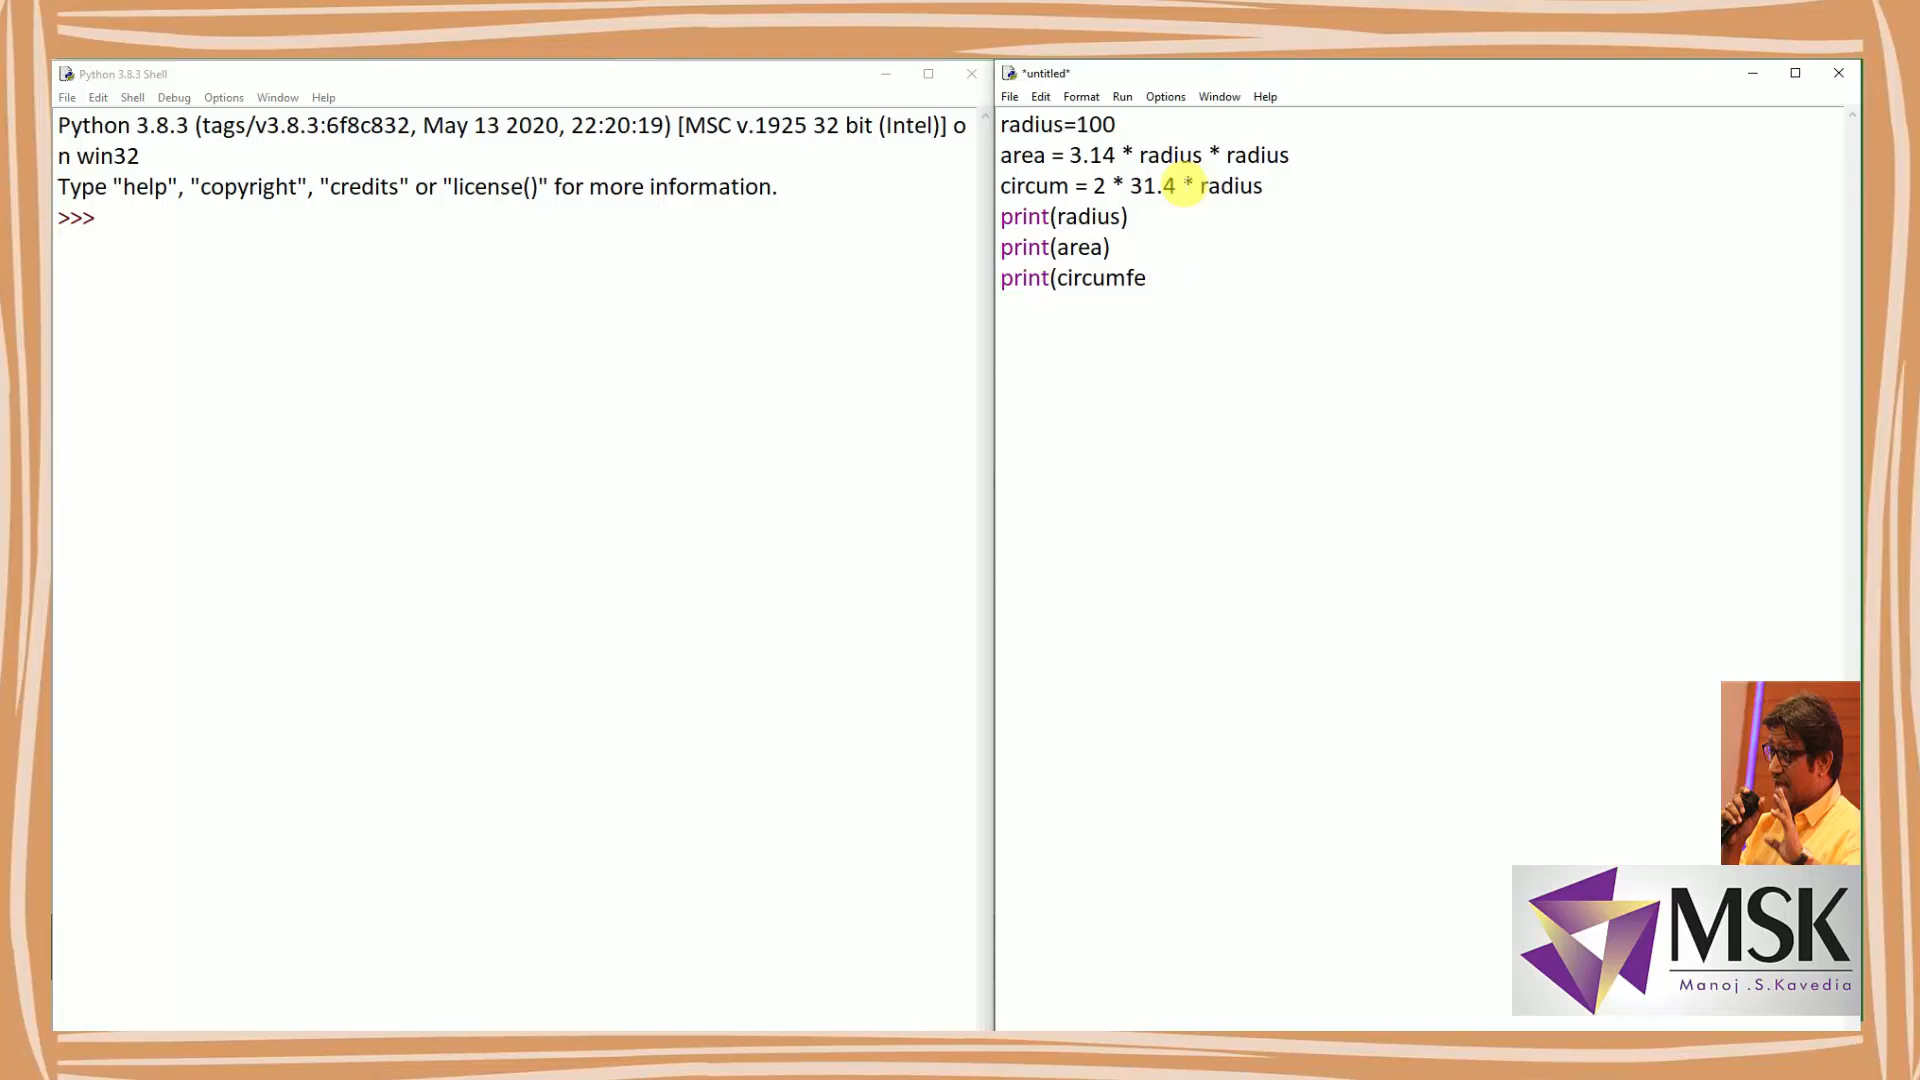 Python 3.8.3 Shell
File Edit Shell Debug Options Window Help
Python 3.8.3 (tags/v3.8.3:6f8c832, May 13 2020, 22:20:19) [MSC v.1925 32 bit (Intel)] o
n win32
Type "help", "copyright", "credits" or "license()" for more information.
>>>
*untitled*
File Edit Format Run Options Window Help
radius=100
area = 3.14 * radius * radius
circum = 2 * 31.4 * radius
print(radius)
print(area)
print(circumfe
MSK
Manoj .S.Kavedia